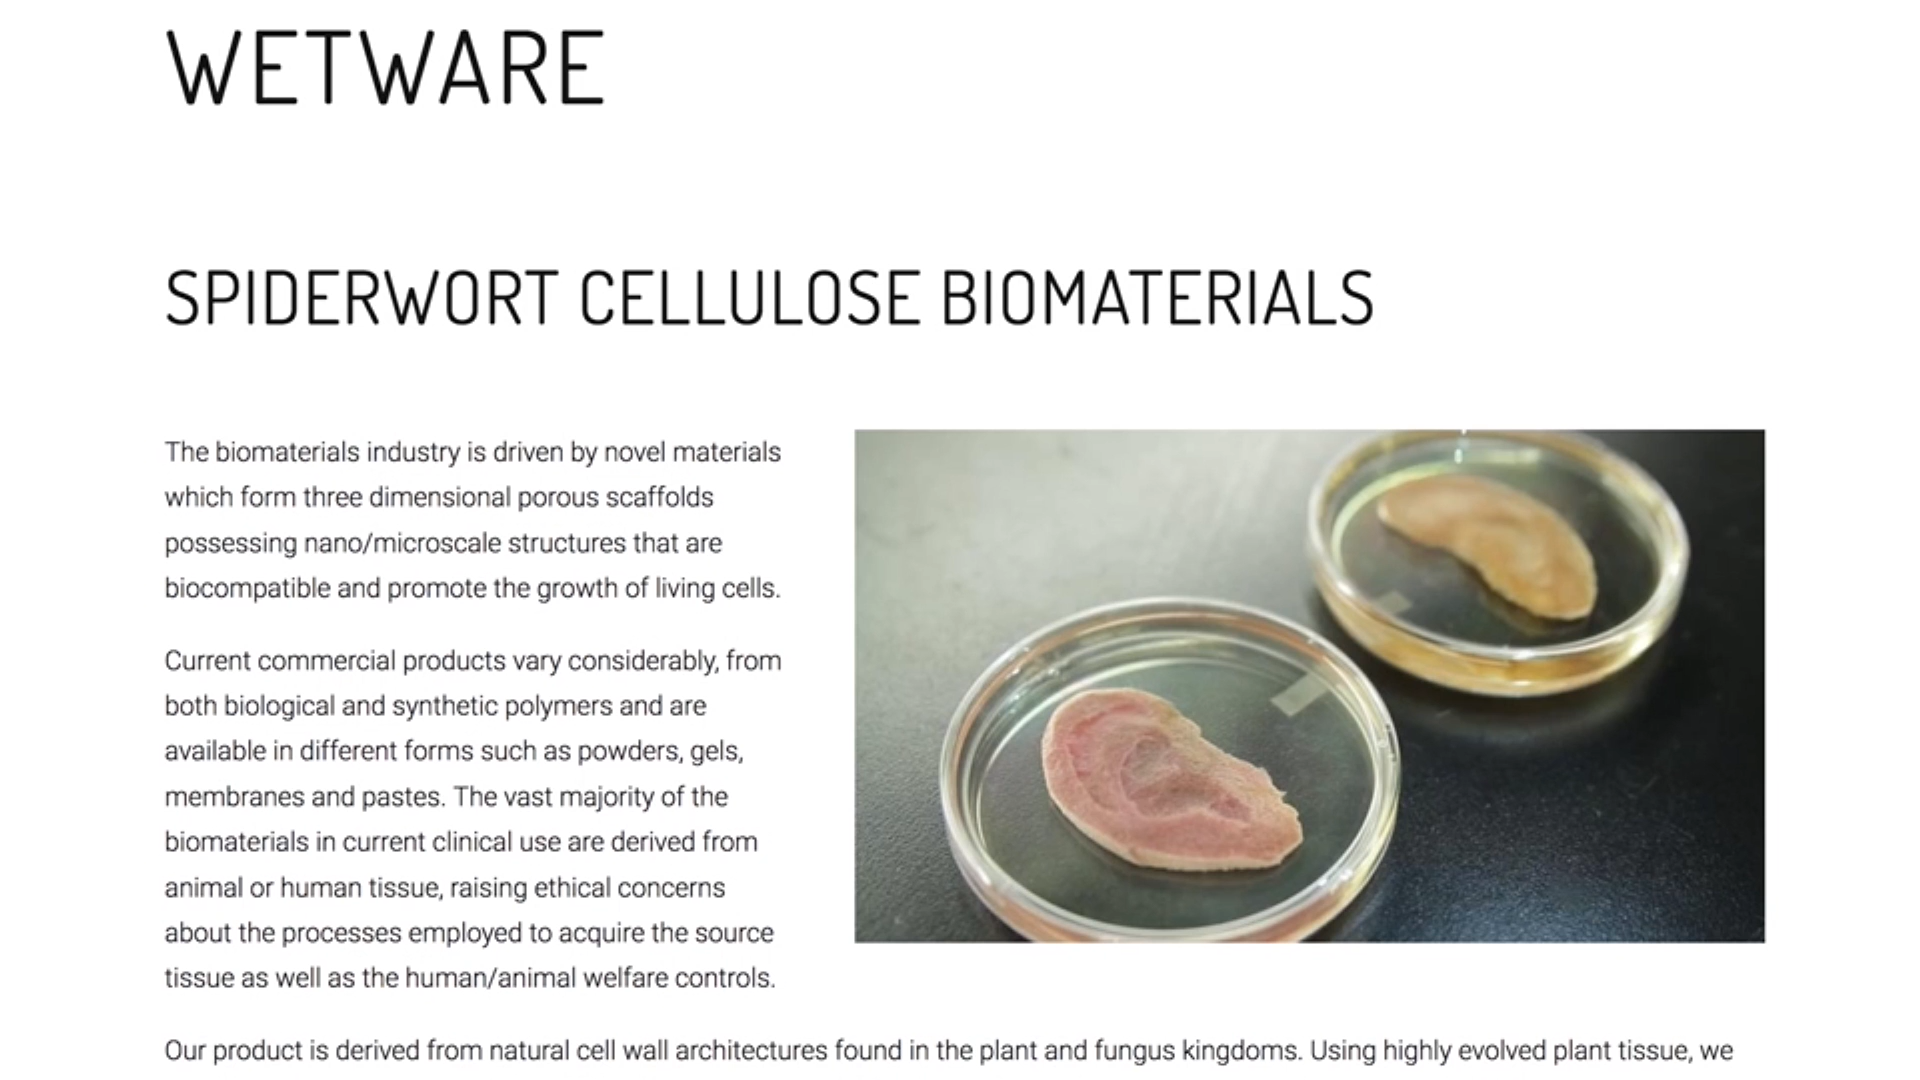 WETWARE
SPIDERWORT CELLULOSE BIOMATERIALS
The biomaterials industry is driven by novel materials
which form three dimensional porous scaffolds
possessing nano/microscale structures that are
biocompatible and promote the growth of living cells.
Current commercial products vary considerably, from
both biological and synthetic polymers and are
available in different forms such as powders, gels,
membranes and pastes. The vast majority of the
biomaterials in current clinical use are derived from
animal or human tissue, raising ethical concerns
about the processes employed to acquire the source
tissue as well as the human/animal welfare controls.
Our product is derived from natural cell wall architectures found in the plant and fungus kingdoms. Using highly evolved plant tissue, we